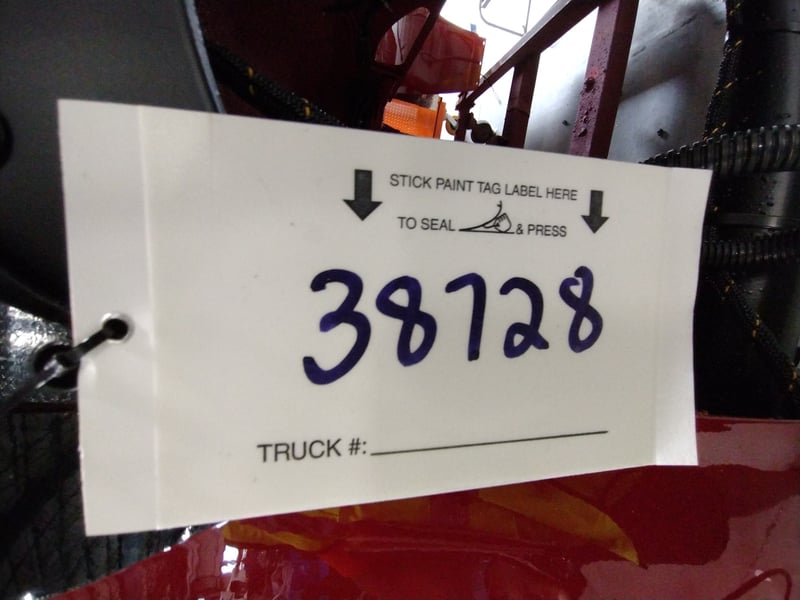 STICK PAINT TAG LABEL HERE
TO SEAL & PRESS
38728
TRUCK #: